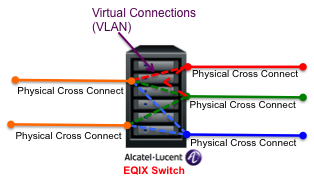 Virtual Connections
(VLAN)
Physical Cross Connect
Physical Cross Connect
Physical Cross Connect
Physical Cross Connect
Physical Cross Connect
Alcatel-Lucent
EQIX Switch